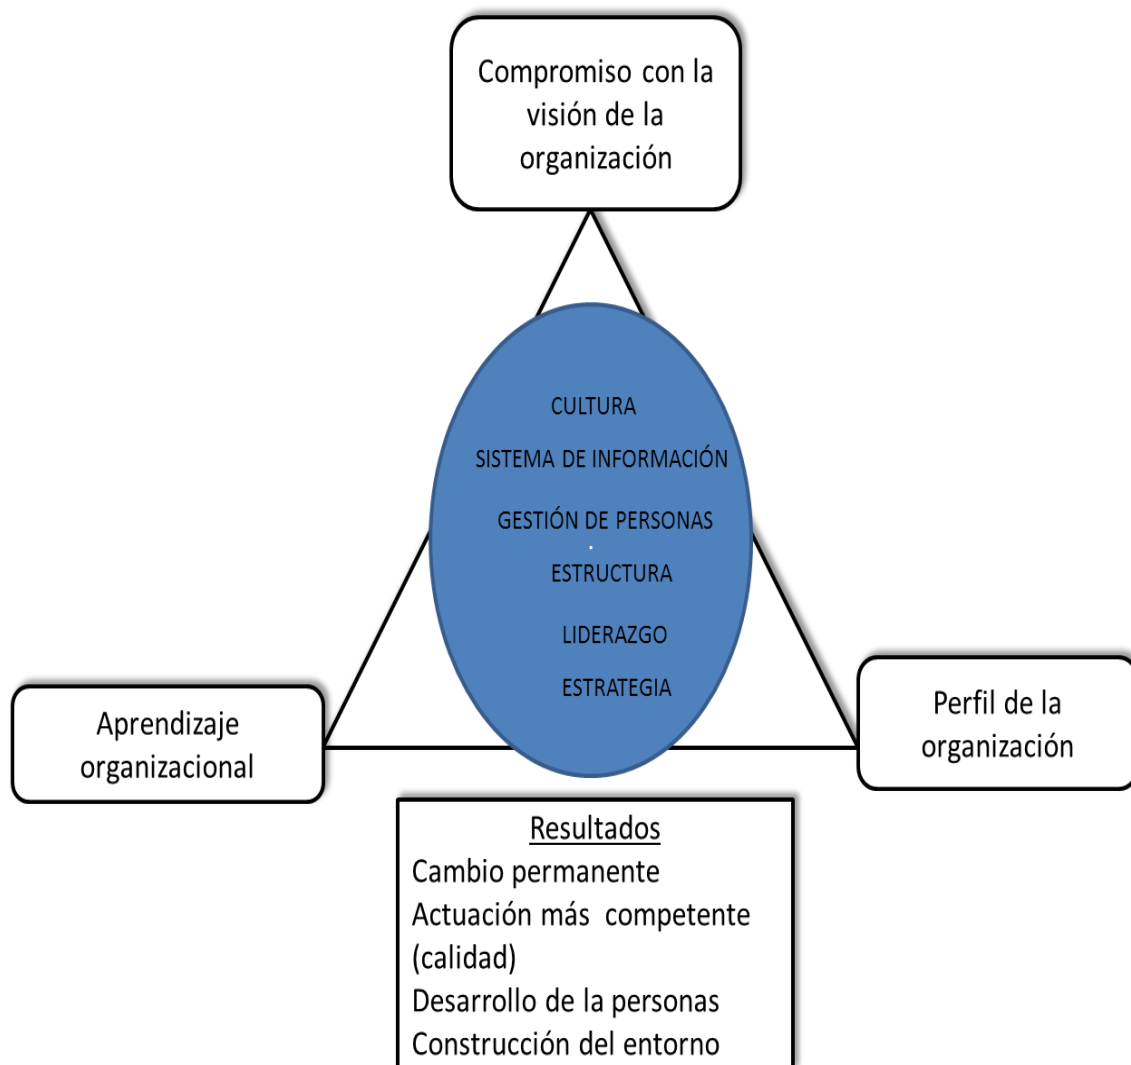 Compromiso con la
visión de la
organización
CULTURA
SISTEMA DE INFORMACIÓN
GESTIÓN DE PERSONAS
ESTRUCTURA
LIDERAZGO
ESTRATEGIA
Aprendizaje
organizacional
Perfil de la
organización
Resultados
Cambio permanente
Actuación más competente
(calidad)
Desarrollo de la personas
Construcción del entorno